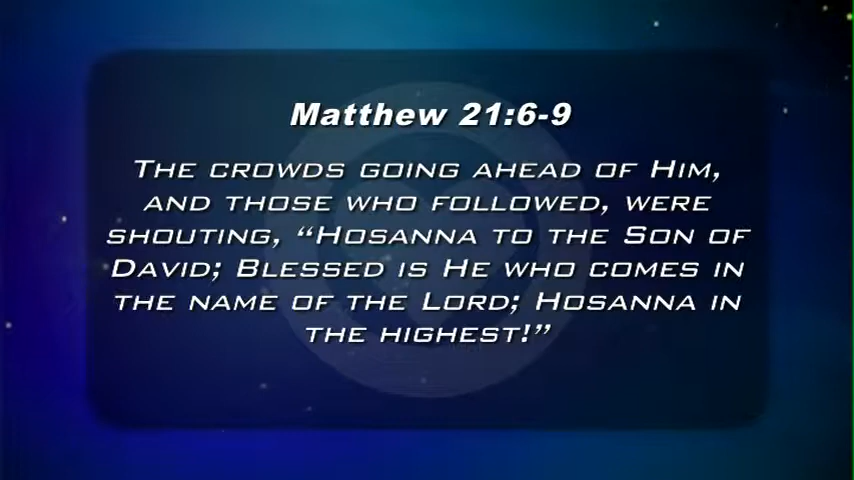 Matthew 21:6-9
The crowds going ahead of Him,
and those who followed, were
shouting, “Hosanna to the Son of
David; Blessed is He who comes in
the name of the Lord; Hosanna in
the highest!”